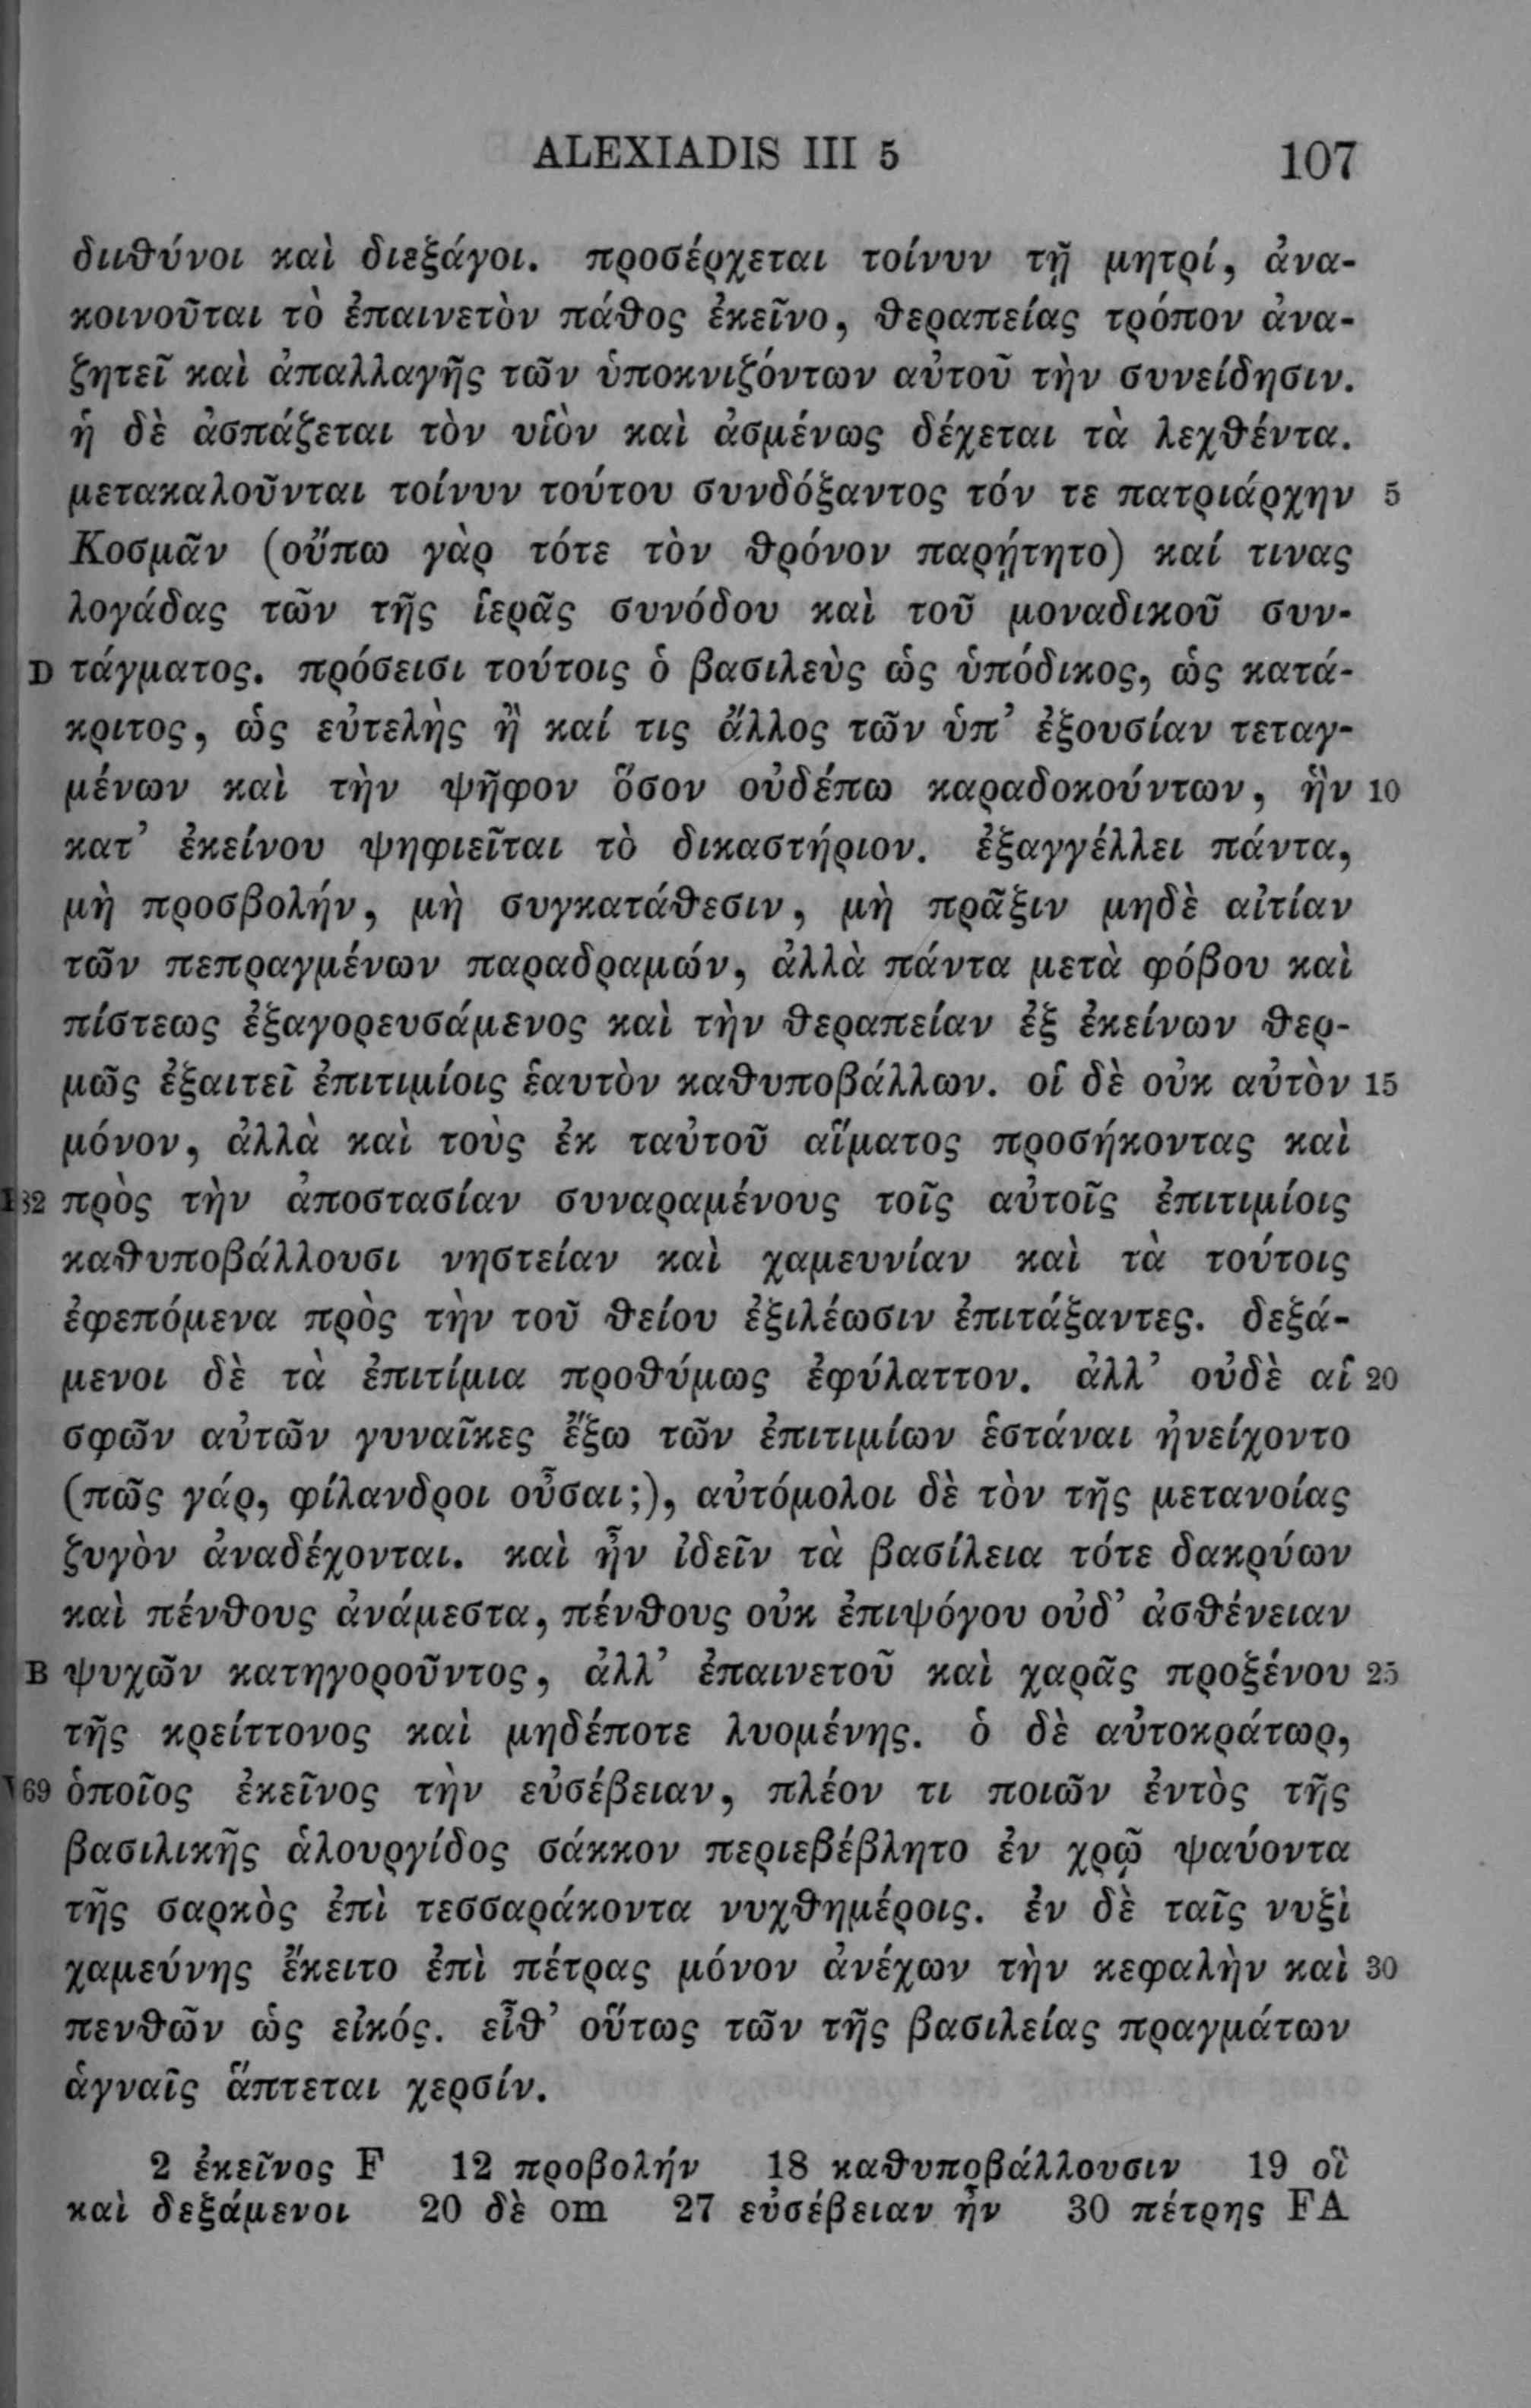 ALEXIADIS III 5 107
διιθύνοι καὶ διεξάγοι. προσέρχεται τοίνυν τῇ μητρί, ἀνα-
κοινοῦται τὸ ἐπαινετὸν πάθος ἐκεῖνο, θεραπείας τρόπον ἀνα-
ζητεῖ καὶ ἀπαλλαγῆς τῶν ὑποκνιζόντων αὐτοῦ τὴν συνείδησιν.
ἡ δὲ ἀσπάζεται τὸν υἱὸν καὶ ἀσμένως δέχεται τὰ λεχθέντα.
μετακαλοῦνται τοίνυν τούτου συνδόξαντος τόν τε πατριάρχην 5
Κοσμᾶν (οὔπω γὰρ τότε τὸν θρόνον παρῄτητο) καί τινας
λογάδας τῶν τῆς ἱερᾶς συνόδου καὶ τοῦ μοναδικοῦ συν-
D τάγματος. πρόσεισι τούτοις ὁ βασιλεὺς ὡς ὑπόδικος, ὡς κατά-
κριτος, ὡς εὐτελὴς ἢ καί τις ἄλλος τῶν ὑπ’ ἐξουσίαν τεταγ-
μένων καὶ τὴν ψῆφον ὅσον οὐδέπω καραδοκούντων, ἣν 10
κατ’ ἐκείνου ψηφιεῖται τὸ δικαστήριον. ἐξαγγέλλει πάντα,
μὴ προσβολήν, μὴ συγκατάθεσιν, μὴ πρᾶξιν μηδὲ αἰτίαν
τῶν πεπραγμένων παραδραμών, ἀλλὰ πάντα μετὰ φόβου καὶ
πίστεως ἐξαγορευσάμενος καὶ τὴν θεραπείαν ἐξ ἐκείνων θερ-
μῶς ἐξαιτεῖ ἐπιτιμίοις ἑαυτὸν καθυποβάλλων. οἱ δὲ οὐκ αὐτὸν 15
μόνον, ἀλλὰ καὶ τοὺς ἐκ ταὐτοῦ αἵματος προσήκοντας καὶ
132 πρὸς τὴν ἀποστασίαν συναραμένους τοῖς αὐτοῖς ἐπιτιμίοις
καθυποβάλλουσι νηστείαν καὶ χαμευνίαν καὶ τὰ τούτοις
ἐφεπόμενα πρὸς τὴν τοῦ θείου ἐξιλέωσιν ἐπιτάξαντες. δεξά-
μενοι δὲ τὰ ἐπιτίμια προθύμως ἐφύλαττον. ἀλλ’ οὐδὲ αἱ 20
σφῶν αὐτῶν γυναῖκες ἔξω τῶν ἐπιτιμίων ἑστάναι ἠνείχοντο
(πῶς γάρ, φίλανδροι οὖσαι;), αὐτόμολοι δὲ τὸν τῆς μετανοίας
ζυγὸν ἀναδέχονται. καὶ ἦν ἰδεῖν τὰ βασίλεια τότε δακρύων
καὶ πένθους ἀνάμεστα, πένθους οὐκ ἐπιψόγου οὐδ’ ἀσθένειαν
B ψυχῶν κατηγοροῦντος, ἀλλ’ ἐπαινετοῦ καὶ χαρᾶς προξένου 25
τῆς κρείττονος καὶ μηδέποτε λυομένης. ὁ δὲ αὐτοκράτωρ,
69 ὁποῖος ἐκεῖνος τὴν εὐσέβειαν, πλέον τι ποιῶν ἐντὸς τῆς
βασιλικῆς ἁλουργίδος σάκκον περιεβέβλητο ἐν χρῷ ψαύοντα
τῆς σαρκὸς ἐπὶ τεσσαράκοντα νυχθημέροις. ἐν δὲ ταῖς νυξὶ
χαμεύνης ἔκειτο ἐπὶ πέτρας μόνον ἀνέχων τὴν κεφαλὴν καὶ 30
πενθῶν ὡς εἰκός. εἶθ’ οὕτως τῶν τῆς βασιλείας πραγμάτων
ἁγναῖς ἅπτεται χερσίν.
2 ἐκεῖνος F 12 προβολήν 18 καθυποβάλλουσιν 19 οἳ
καὶ δεξάμενοι 20 δὲ om 27 εὐσέβειαν ἦν 30 πέτρης FA